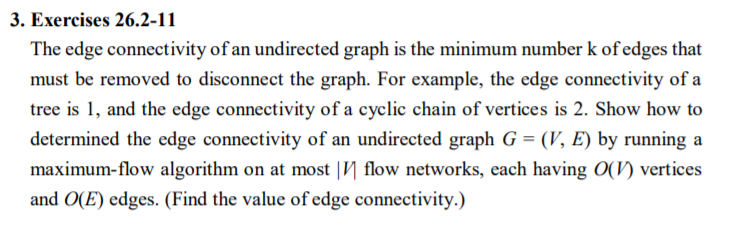 3. Exercises 26.2-11
The edge connectivity of an undirected graph is the minimum number k of edges that
must be removed to disconnect the graph. For example, the edge connectivity of a
tree is 1, and the edge connectivity of a cyclic chain of vertices is 2. Show how to
determined the edge connectivity of an undirected graph G = (V, E) by running a
maximum-flow algorithm on at most |V| flow networks, each having O(V) vertices
and O(E) edges. (Find the value of edge connectivity.)